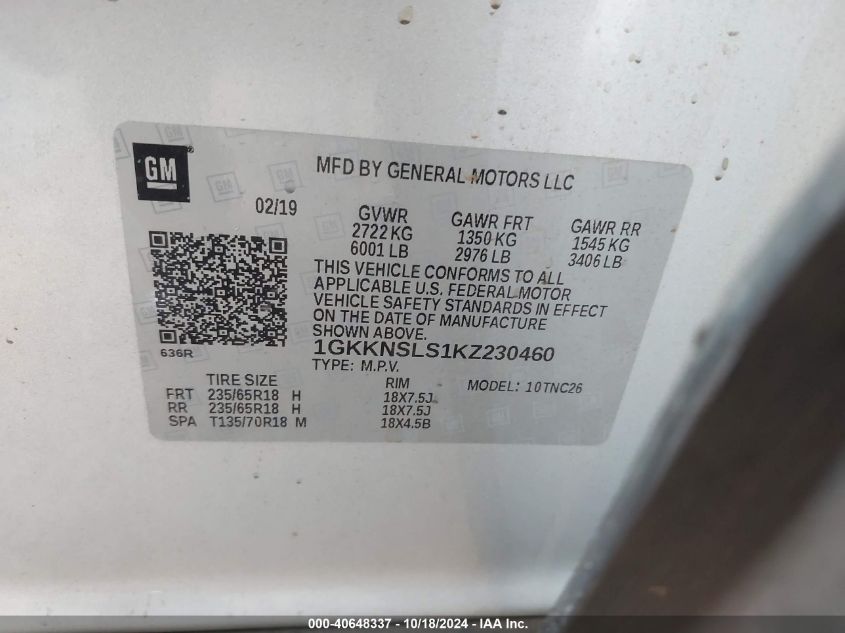 GM
MFD BY GENERAL MOTORS LLC
02/19
GVWR GAWR FRT GAWR RR
2722 KG 1350 KG 1545 KG
6001 LB 2976 LB 3406 LB
THIS VEHICLE CONFORMS TO ALL
APPLICABLE U.S. FEDERAL MOTOR
VEHICLE SAFETY STANDARDS IN EFFECT
ON THE DATE OF MANUFACTURE
SHOWN ABOVE.
636R
1GKKNSLS1KZ230460
TYPE: M.P.V.
TIRE SIZE RIM MODEL: 10TNC26
FRT 235/65R18 H 18X7.5J
RR 235/65R18 H 18X7.5J
SPA T135/70R18 M 18X4.5B
000-40648337 - 10/18/2024 - IAA Inc.